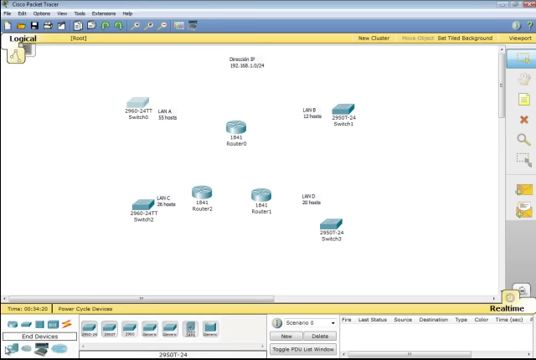 Cisco Packet Tracer
File Edit Options View Tools Extensions Help
Logical [Root] New Cluster Move Object Set Tiled Background Viewport
Dirección IP
192.168.1.0/24
2960-24TT
Switch0
LAN A
55 hosts
LAN B
12 hosts
2950T-24
Switch1
1841
Router0
LAN C
26 hosts
2960-24TT
Switch2
1841
Router2
1841
Router1
LAN D
20 hosts
2950T-24
Switch3
Time: 00:34:20 Power Cycle Devices Realtime
End Devices
2950T-24
Scenario 0
New Delete
Toggle PDU List Window
Fire Last Status Source Destination Type Color Time (sec)